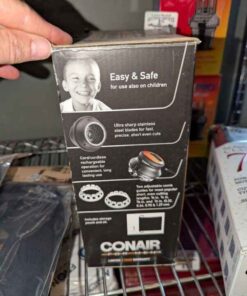 Easy & Safe
for use also on children
Ultra sharp stainless
steel blades for fast,
precise, short even cuts
Cord/cordless
rechargeable
operation for
convenient, long
lasting use
Two adjustable comb
guides for most popular
short, even cutting
Includes storage
pouch and oil.
CONAIR